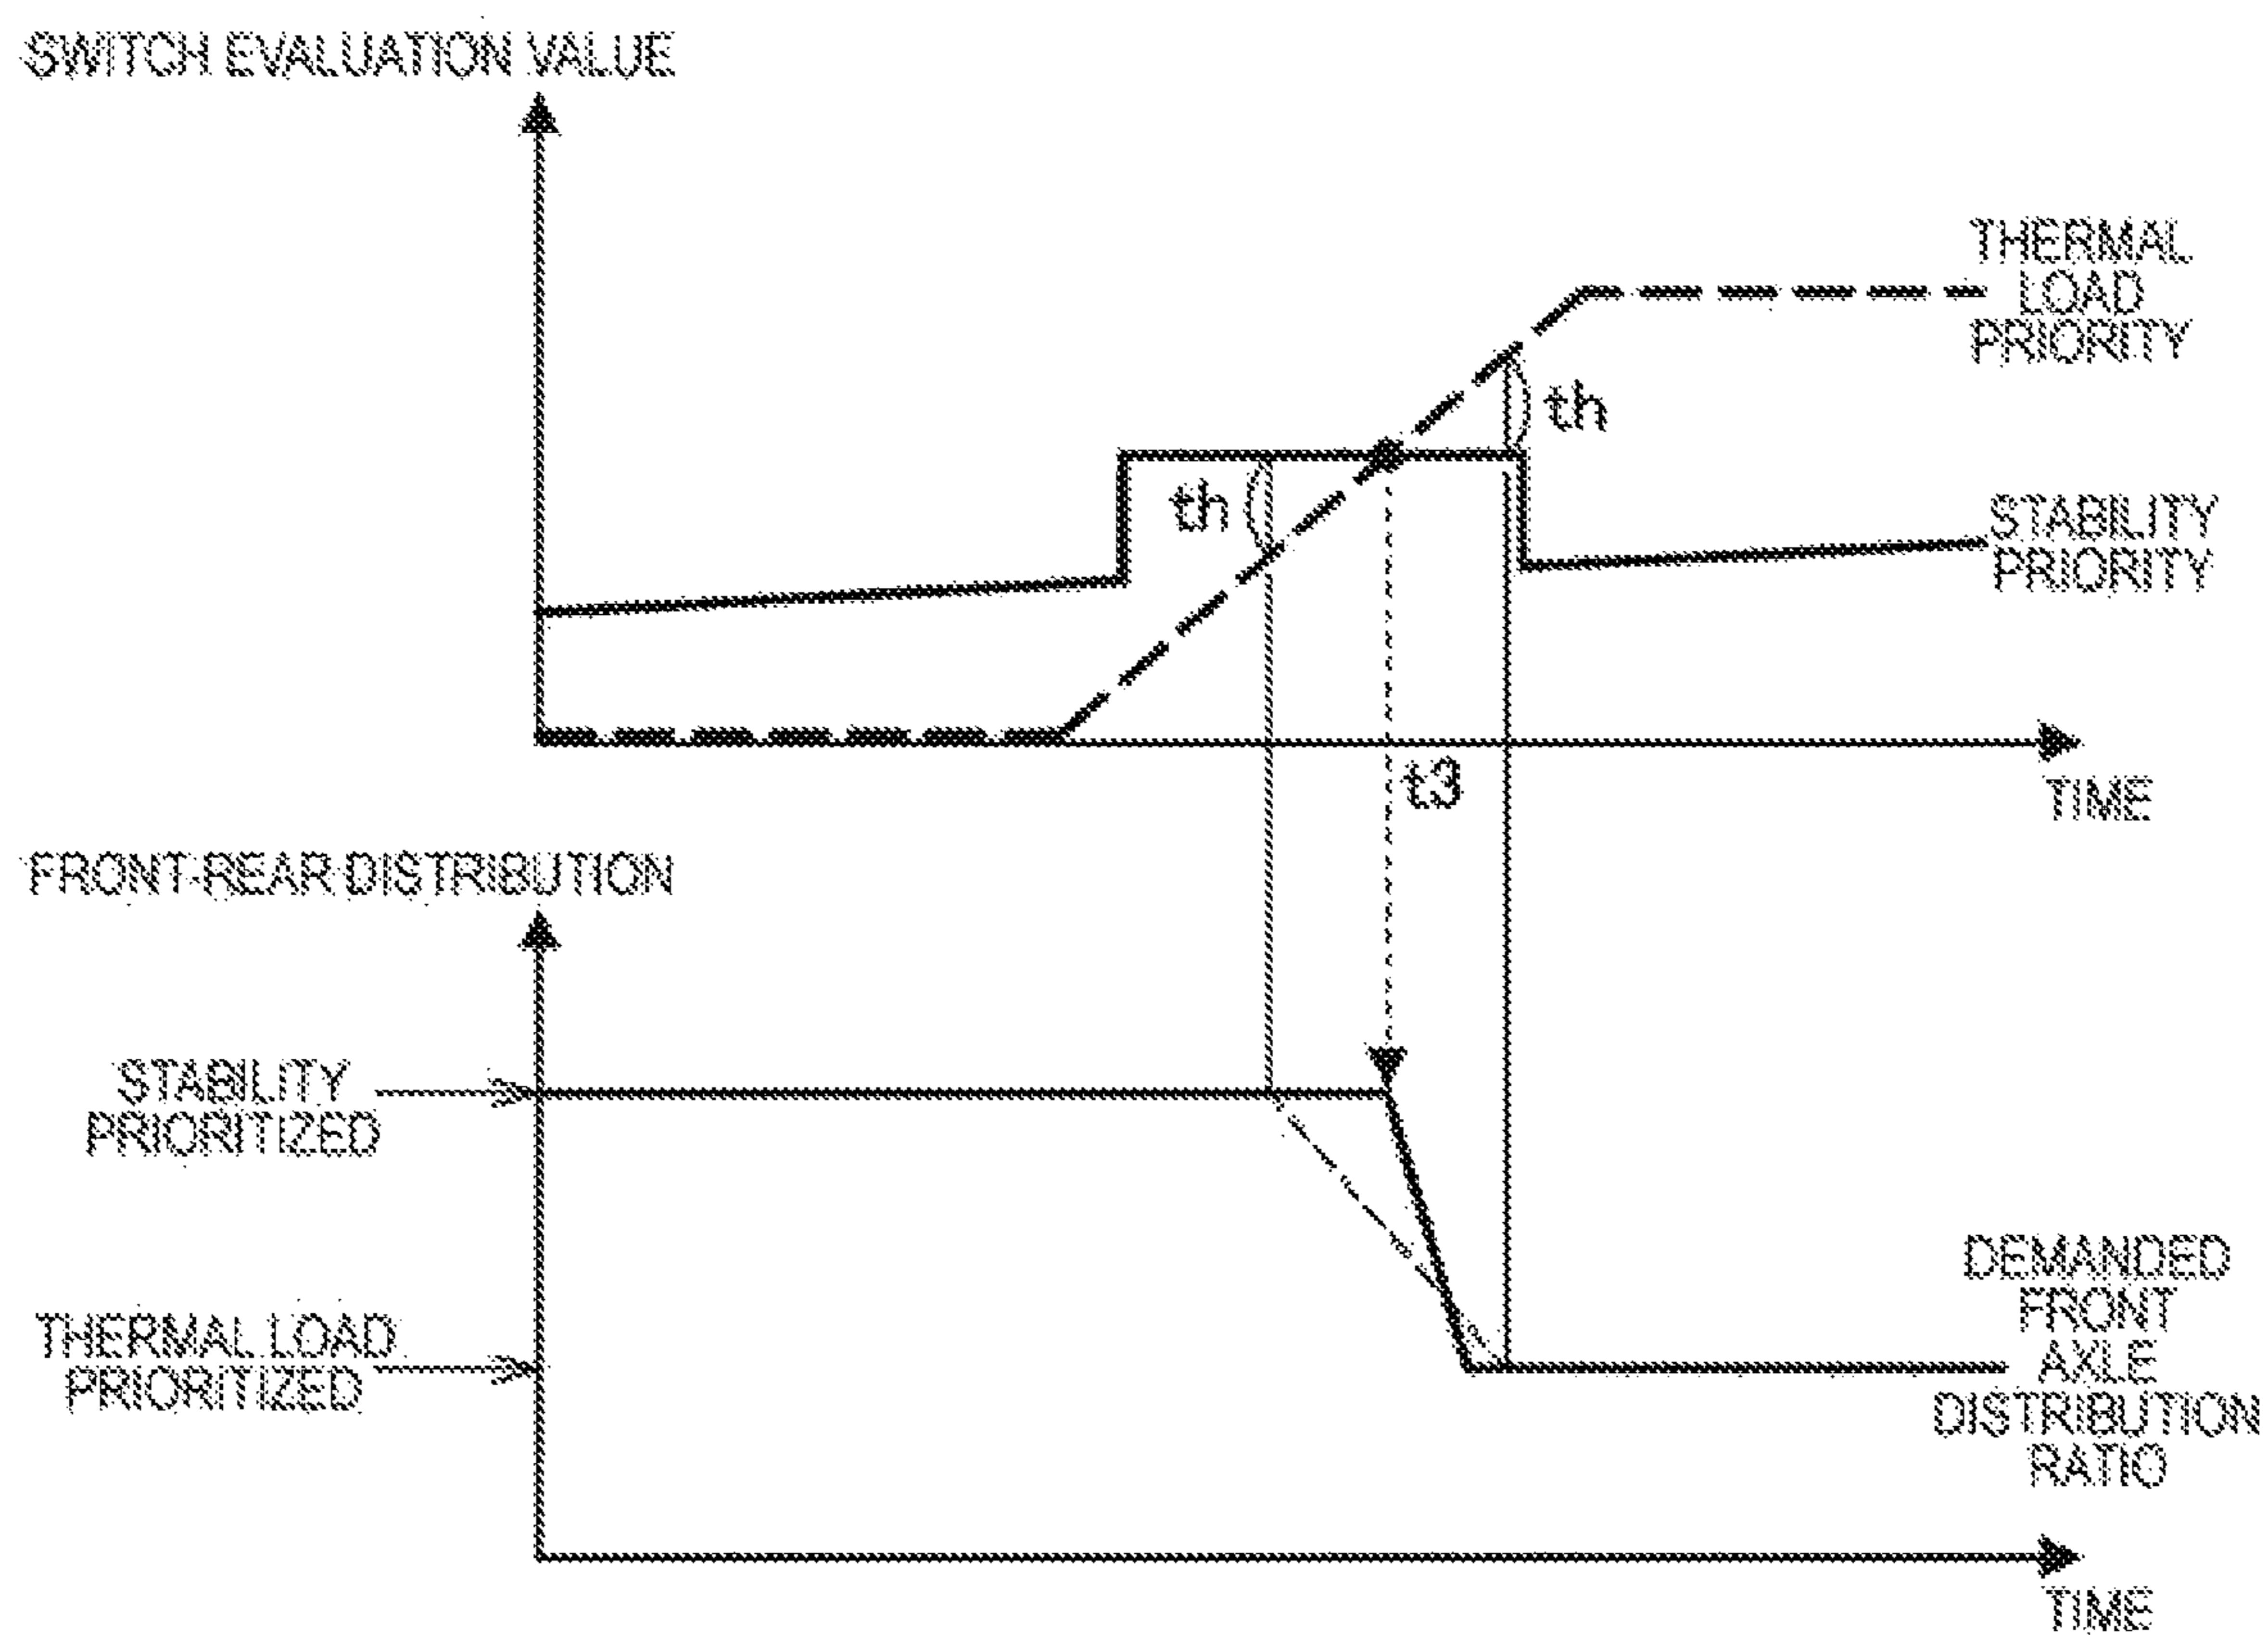 SWITCH EVALUATION VALUE
THERMAL
LOAD
PRIORITY
th
th
STABILITY
PRIORITY
t3
TIME
FRONT-REAR DISTRIBUTION
STABILITY
PRIORITIZED
THERMAL LOAD
PRIORITIZED
DEMANDED
FRONT
AXLE
DISTRIBUTION
RATIO
TIME